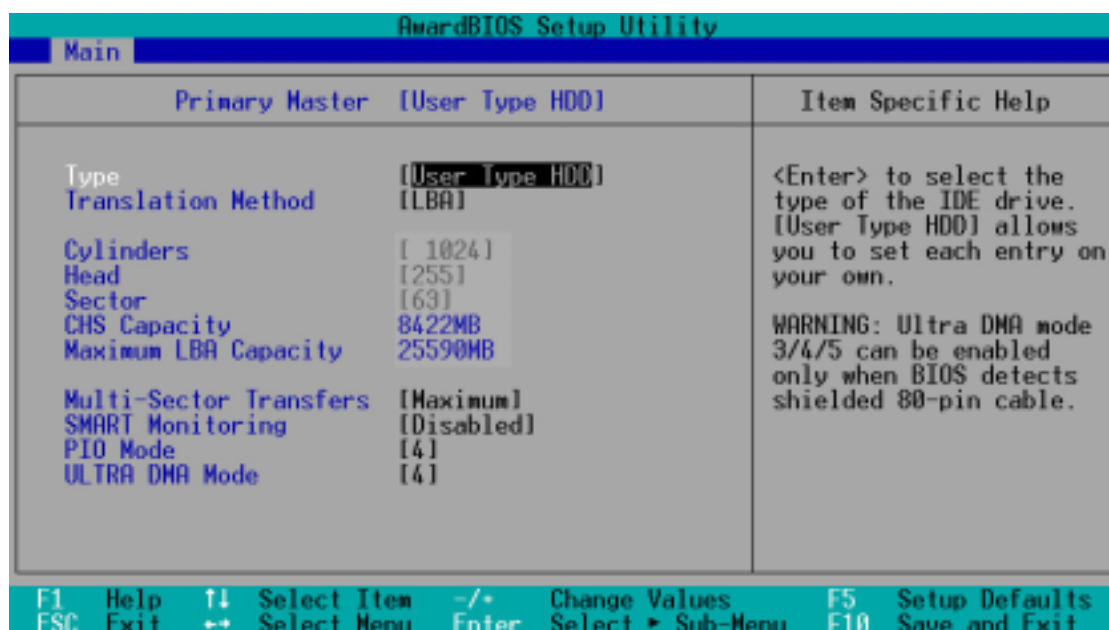 AwardBIOS Setup Utility
Main
Primary Master [User Type HDD]
Item Specific Help
Type [User Type HDD]
Translation Method [LBA]
Cylinders [ 1024]
Head [255]
Sector [63]
CHS Capacity 8422MB
Maximum LBA Capacity 25590MB
Multi-Sector Transfers [Maximum]
SMART Monitoring [Disabled]
PIO Mode [4]
ULTRA DMA Mode [4]
<Enter> to select the
type of the IDE drive.
[User Type HDD] allows
you to set each entry on
your own.
WARNING: Ultra DMA mode
3/4/5 can be enabled
only when BIOS detects
shielded 80-pin cable.
F1 Help ↑↓ Select Item -/+ Change Values F5 Setup Defaults
ESC Exit ←→ Select Menu Enter Select ► Sub-Menu F10 Save and Exit